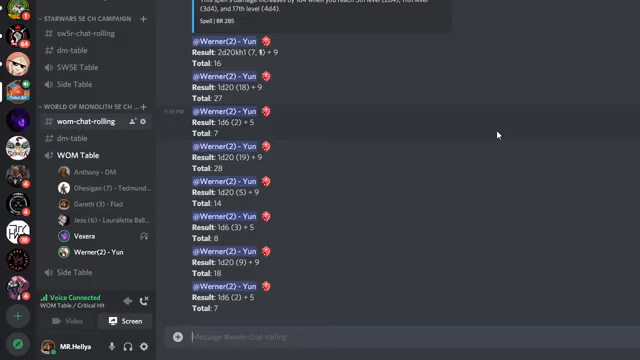 This spell's damage increases by 1d4 when you reach 5th level (2d4), 11th level
(3d4), and 17th level (4d4).
Spell | BR 285
@Werner(2) - Yun
Result: 2d20kh1 (7, 1) + 9
Total: 16
@Werner(2) - Yun
Result: 1d20 (18) + 9
Total: 27
9:30 PM @Werner(2) - Yun
Result: 1d6 (2) + 5
Total: 7
@Werner(2) - Yun
Result: 1d20 (19) + 9
Total: 28
@Werner(2) - Yun
Result: 1d20 (5) + 9
Total: 14
@Werner(2) - Yun
Result: 1d6 (3) + 5
Total: 8
@Werner(2) - Yun
Result: 1d20 (9) + 9
Total: 18
@Werner(2) - Yun
Result: 1d6 (2) + 5
Total: 7
Message #wom-chat-rolling
STARWARS 5E CH CAMPAIGN
sw5r-chat-rolling
dm-table
SW5E Table
Side Table
WORLD OF MONOLITH 5E CH...
wom-chat-rolling
dm-table
WOM Table
Anthony - DM
Ohesigan (7) - Tedmund...
Gareth (3) - Flad
Jess (6) - Lauralette Ball...
Vexera
Werner(2) - Yun
Side Table
Voice Connected
WOM Table / Critical Hit
Video
Screen
MR.Hellya